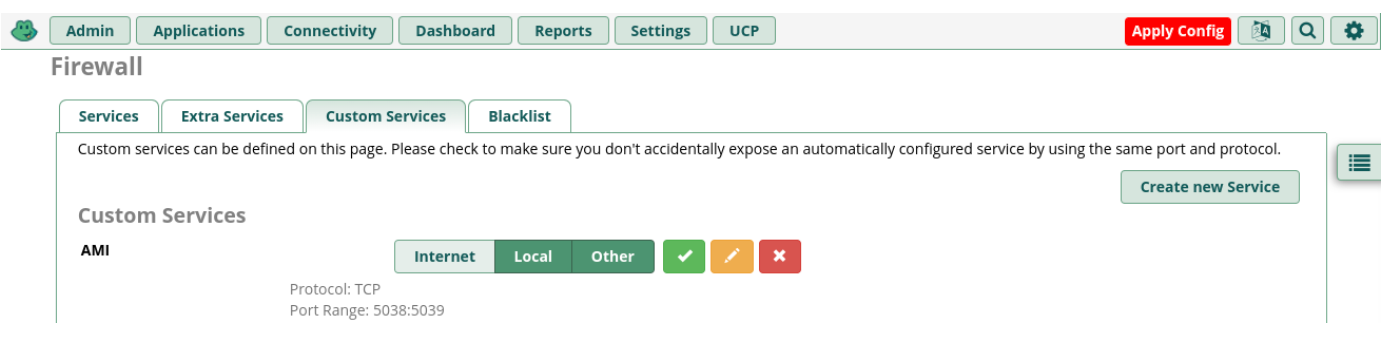 Admin Applications Connectivity Dashboard Reports Settings UCP Apply Config
Firewall
Services Extra Services Custom Services Blacklist
Custom services can be defined on this page. Please check to make sure you don't accidentally expose an automatically configured service by using the same port and protocol.
Create new Service
Custom Services
AMI Internet Local Other
Protocol: TCP
Port Range: 5038:5039